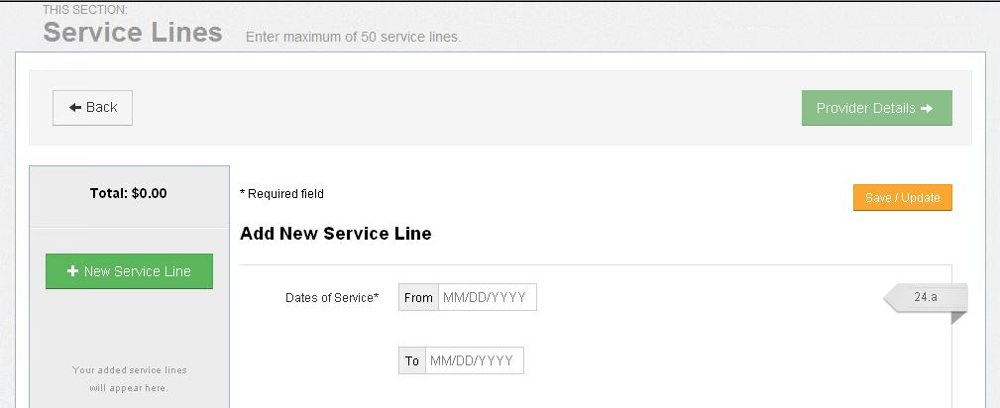 THIS SECTION:
Service Lines Enter maximum of 50 service lines.
Back
Provider Details
Total: $0.00
* Required field
Save / Update
Add New Service Line
New Service Line
Dates of Service* From MM/DD/YYYY
24.a
To MM/DD/YYYY
Your added service lines
will appear here.